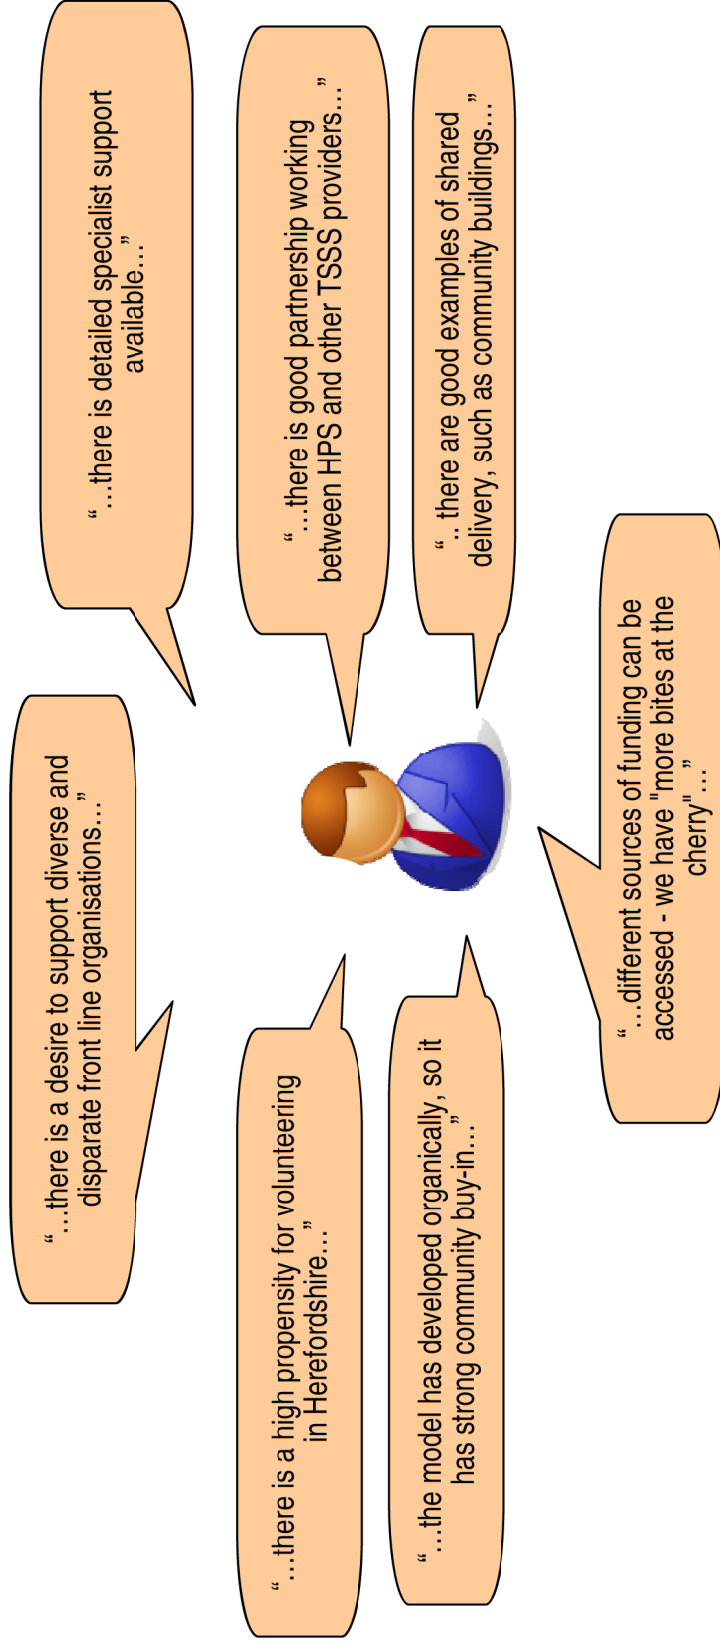 “…there is a desire to support diverse and
disparate front line organisations…”
“…there is detailed specialist support
available…”
“…there is a high propensity for volunteering
in Herefordshire…”
“…there is good partnership working
between HPS and other TSSS providers…”
“…the model has developed organically, so it
has strong community buy-in…”
“.. there are good examples of shared
delivery, such as community buildings…”
“…different sources of funding can be
accessed - we have "more bites at the
cherry"…”